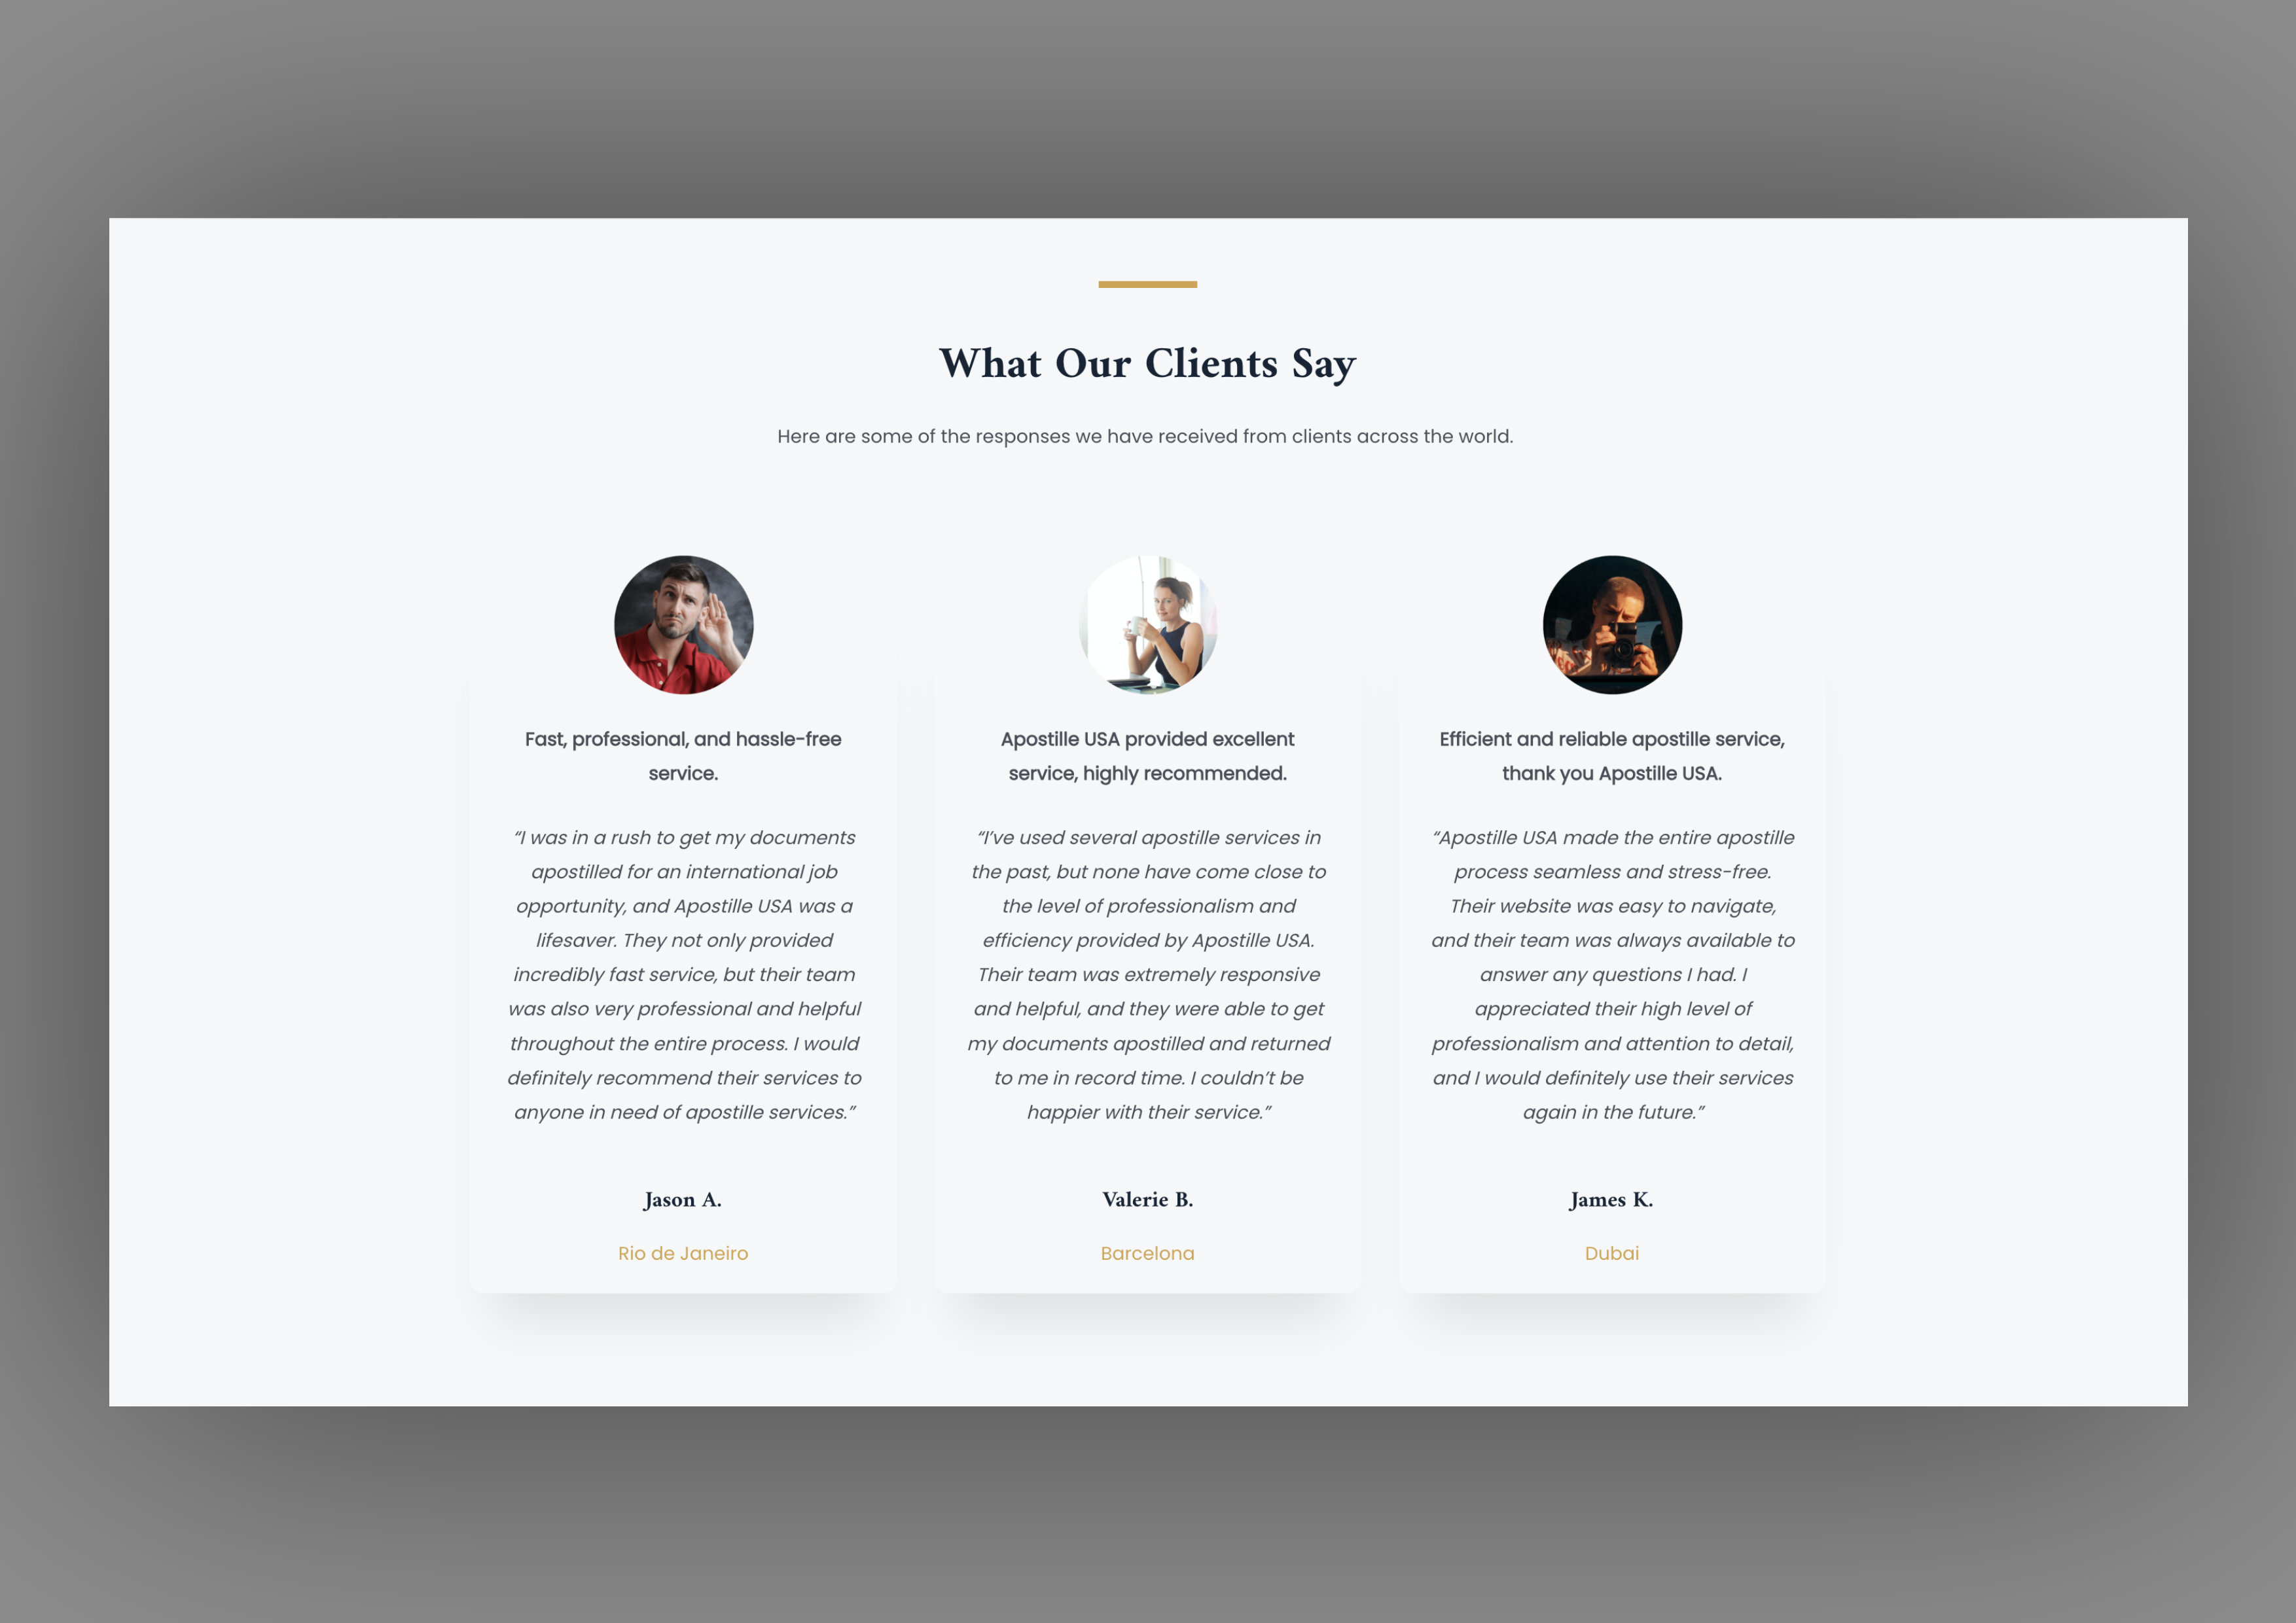 What Our Clients Say
Here are some of the responses we have received from clients across the world.
Fast, professional, and hassle-free
service.
“I was in a rush to get my documents
apostilled for an international job
opportunity, and Apostille USA was a
lifesaver. They not only provided
incredibly fast service, but their team
was also very professional and helpful
throughout the entire process. I would
definitely recommend their services to
anyone in need of apostille services.”
Jason A.
Rio de Janeiro
Apostille USA provided excellent
service, highly recommended.
“I’ve used several apostille services in
the past, but none have come close to
the level of professionalism and
efficiency provided by Apostille USA.
Their team was extremely responsive
and helpful, and they were able to get
my documents apostilled and returned
to me in record time. I couldn’t be
happier with their service.”
Valerie B.
Barcelona
Efficient and reliable apostille service,
thank you Apostille USA.
“Apostille USA made the entire apostille
process seamless and stress-free.
Their website was easy to navigate,
and their team was always available to
answer any questions I had. I
appreciated their high level of
professionalism and attention to detail,
and I would definitely use their services
again in the future.”
James K.
Dubai